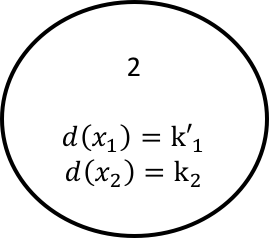 2
d(x₁) = k′₁
d(x₂) = k₂